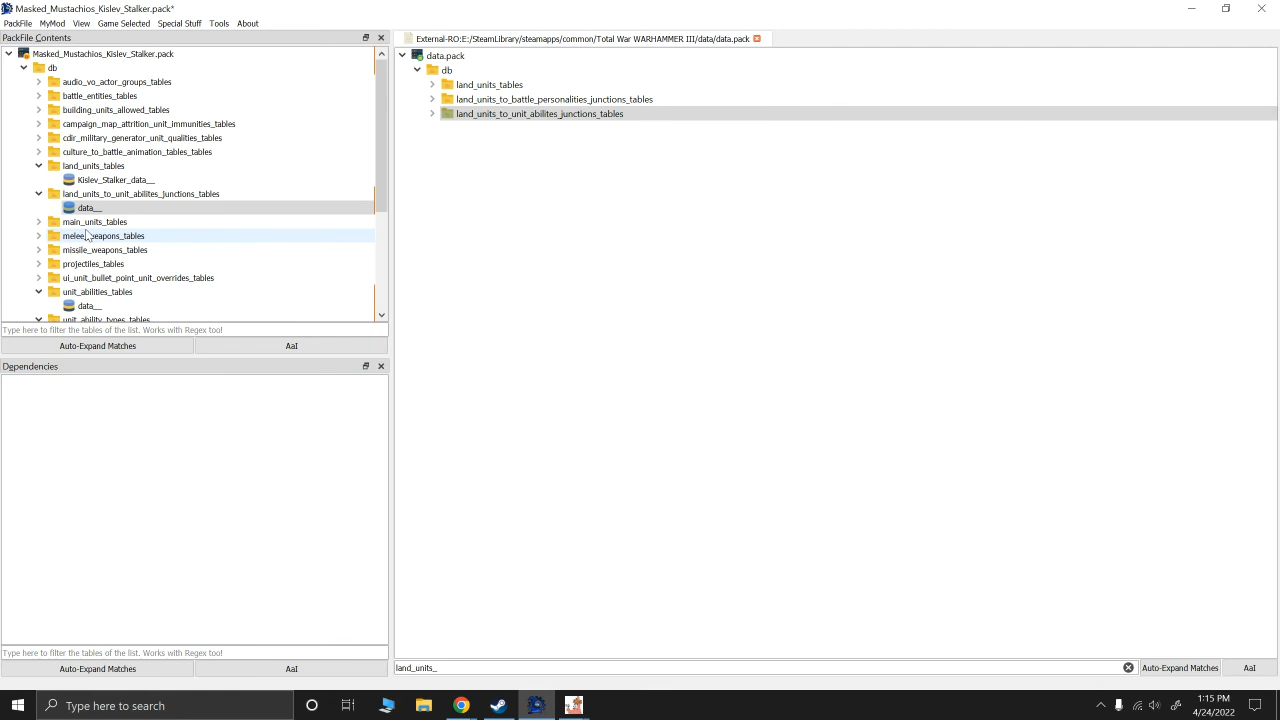 Masked_Mustachios_Kislev_Stalker.pack*
PackFile MyMod View Game Selected Special Stuff Tools About
PackFile Contents
Masked_Mustachios_Kislev_Stalker.pack
db
audio_vo_actor_groups_tables
battle_entities_tables
building_units_allowed_tables
campaign_map_attrition_unit_immunities_tables
cdir_military_generator_unit_qualities_tables
culture_to_battle_animation_tables_tables
land_units_tables
Kislev_Stalker_data__
land_units_to_unit_abilites_junctions_tables
data__
main_units_tables
melee_weapons_tables
missile_weapons_tables
projectiles_tables
ui_unit_bullet_point_unit_overrides_tables
unit_abilities_tables
data__
unit_ability_types_tables
Type here to filter the tables of the list. Works with Regex too!
Auto-Expand Matches AaI
Dependencies
Type here to filter the tables of the list. Works with Regex too!
Auto-Expand Matches AaI
External-RO:E:/SteamLibrary/steamapps/common/Total War WARHAMMER III/data/data.pack
data.pack
db
land_units_tables
land_units_to_battle_personalities_junctions_tables
land_units_to_unit_abilites_junctions_tables
land_units_
Auto-Expand Matches AaI
Type here to search
1:15 PM
4/24/2022